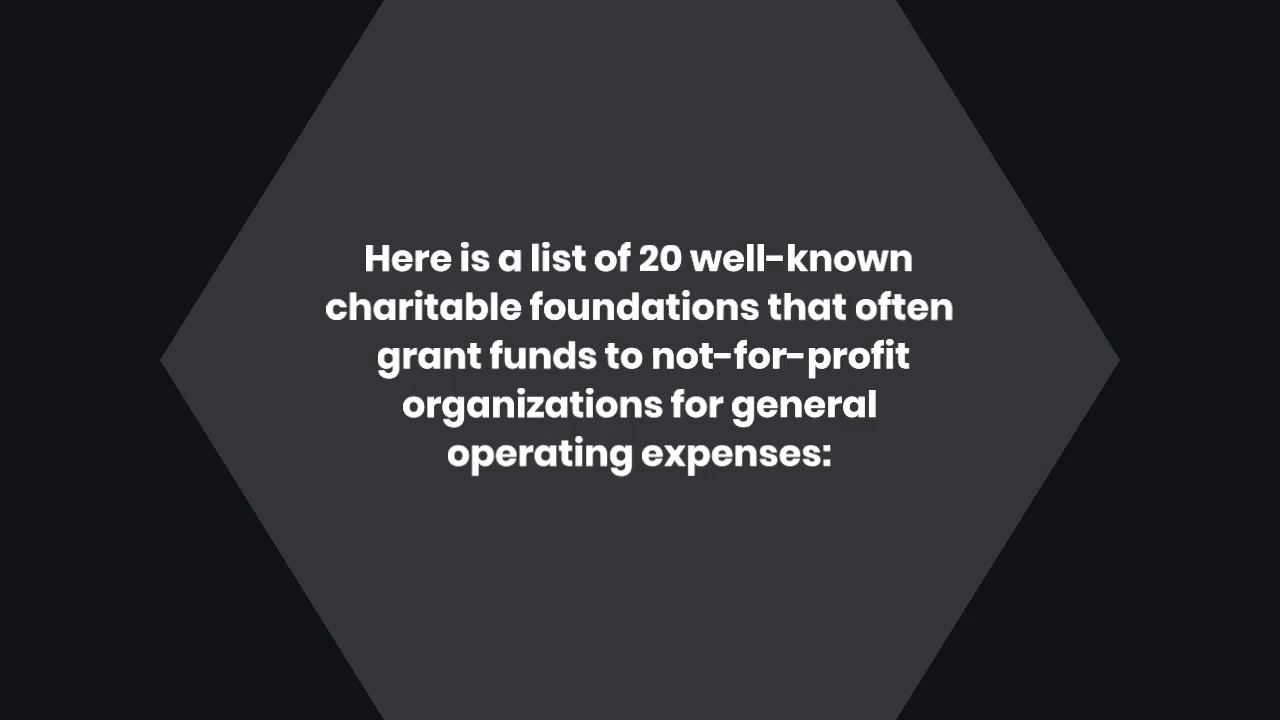 Here is a list of 20 well-known
charitable foundations that often
grant funds to not-for-profit
organizations for general
operating expenses: